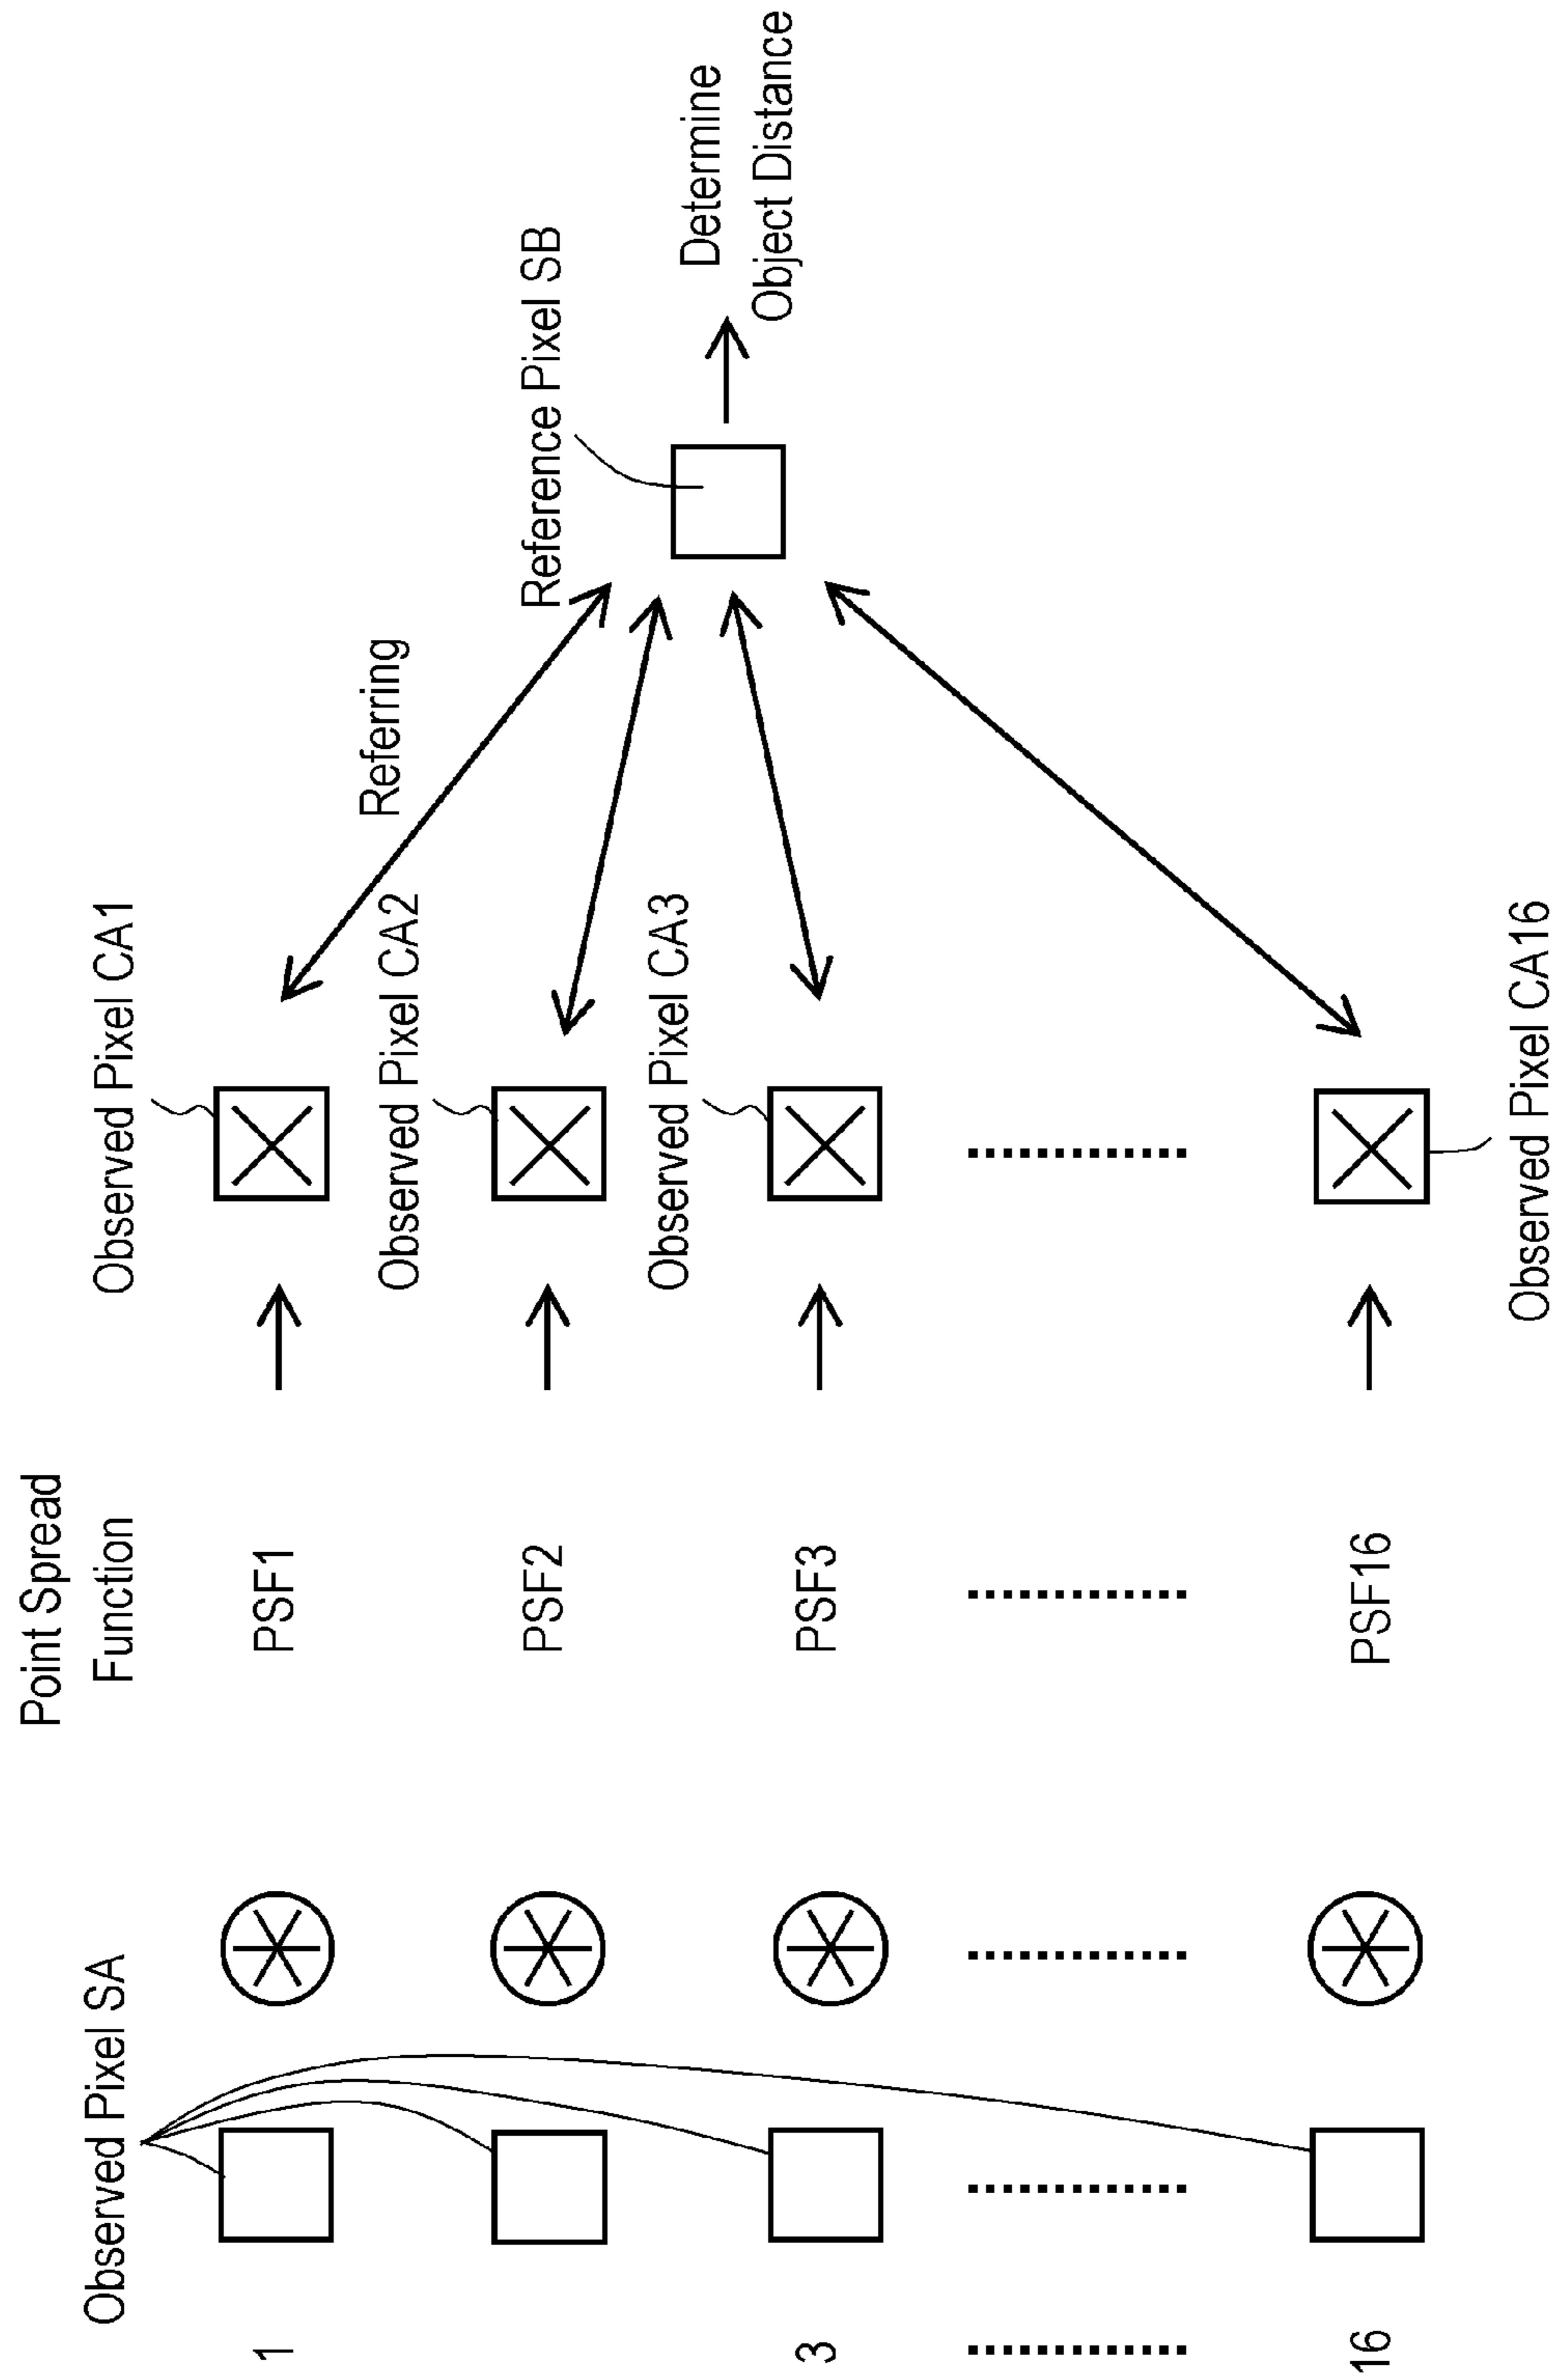 Point Spread
Function
Observed Pixel SA
1
PSF1
Observed Pixel CA1
Referring
PSF2
Observed Pixel CA2
Reference Pixel SB
Determine
Object Distance
3
PSF3
Observed Pixel CA3
16
PSF16
Observed Pixel CA16